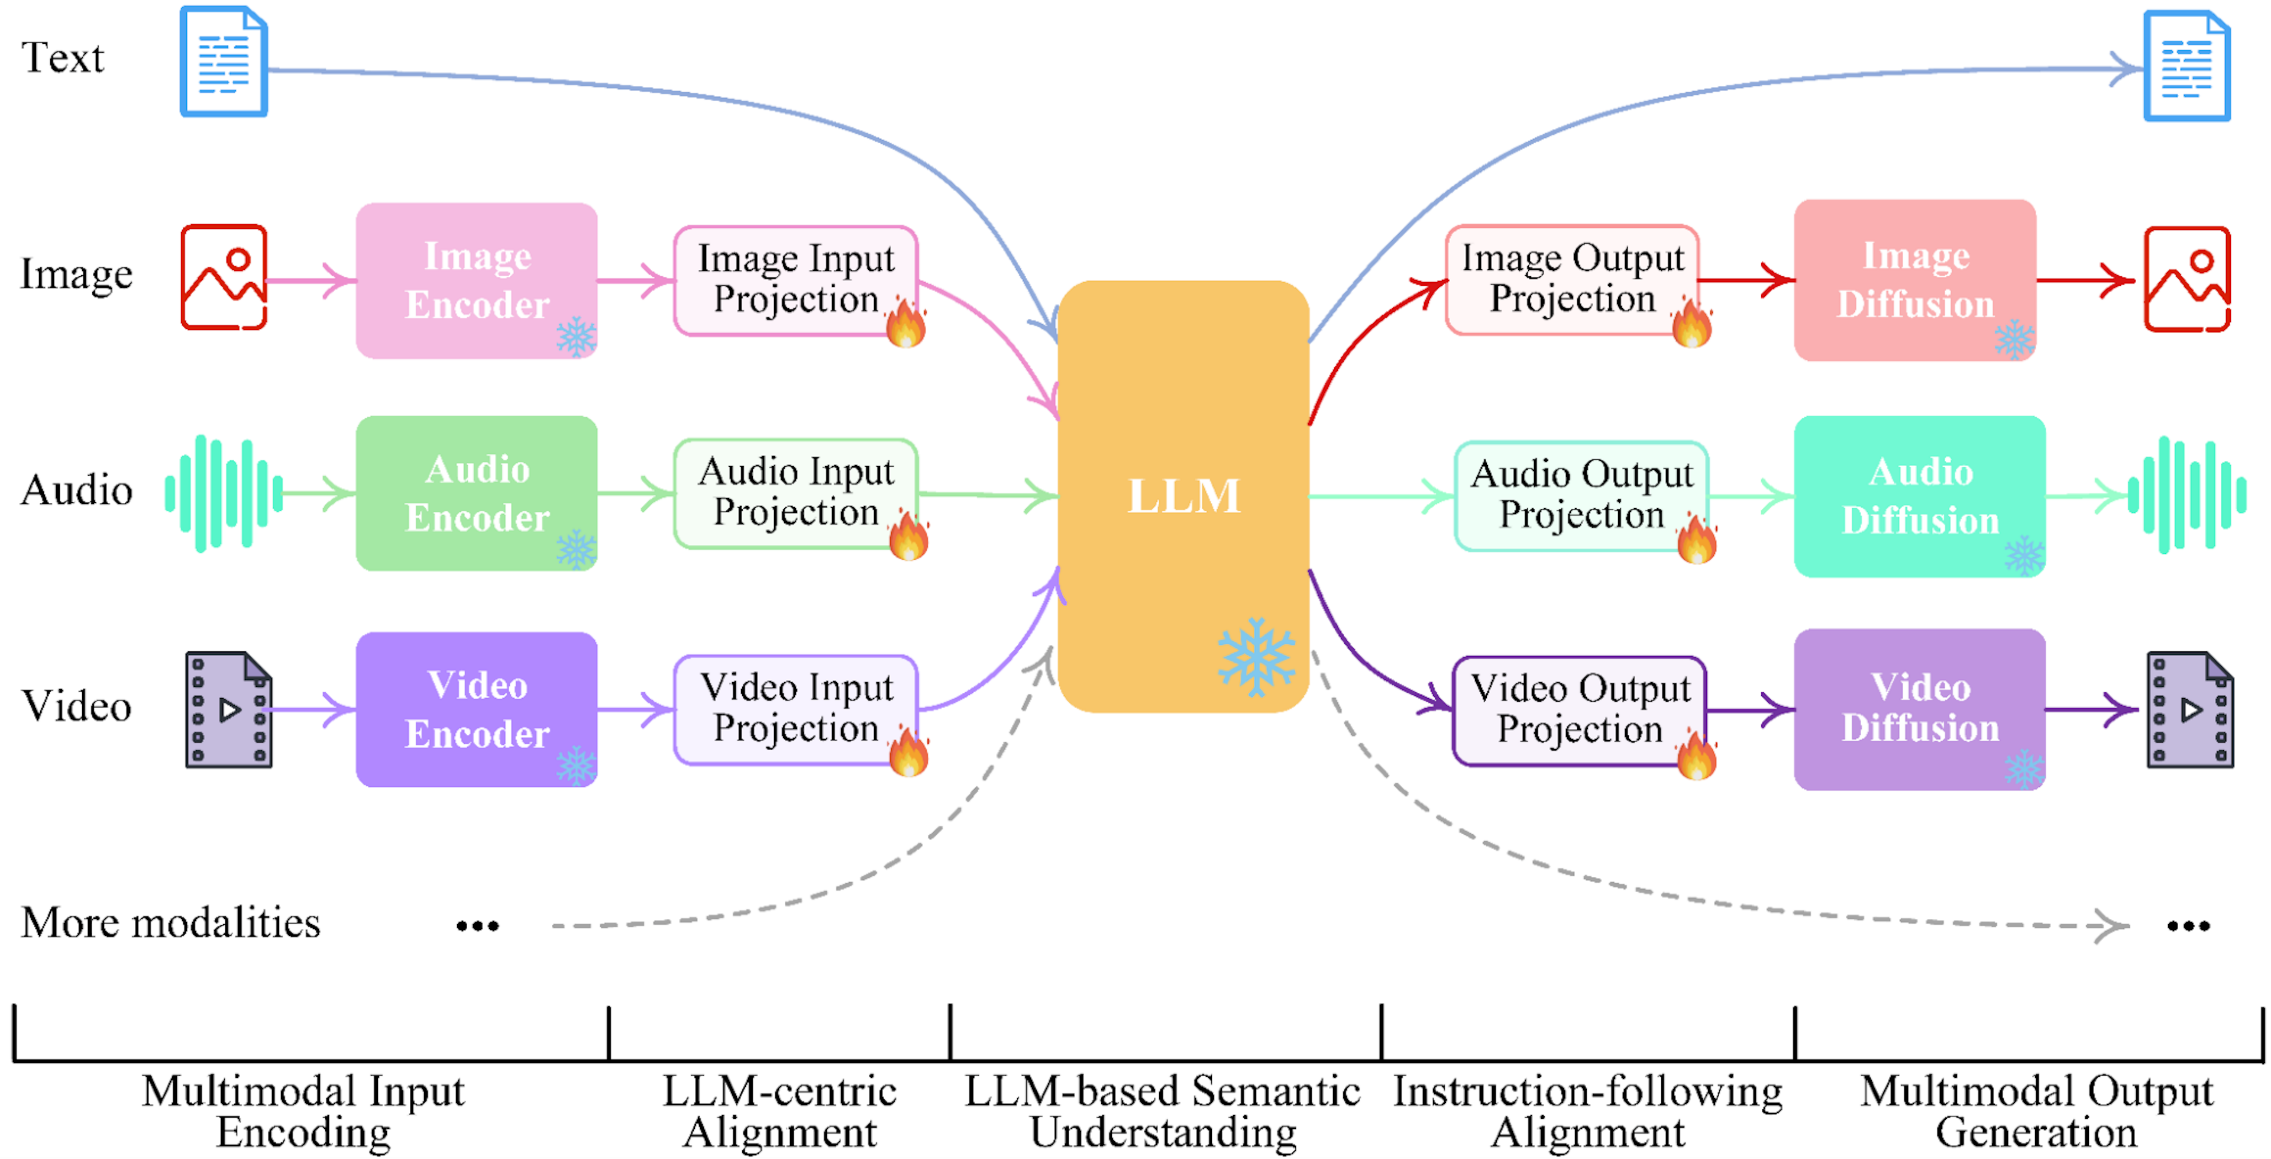 Text
Image
Image
Encoder
Image Input
Projection
Image Output
Projection
Image
Diffusion
Audio
Audio
Encoder
Audio Input
Projection
LLM
Audio Output
Projection
Audio
Diffusion
Video
Video
Encoder
Video Input
Projection
Video Output
Projection
Video
Diffusion
More modalities
...
...
Multimodal Input
Encoding
LLM-centric
Alignment
LLM-based Semantic
Understanding
Instruction-following
Alignment
Multimodal Output
Generation